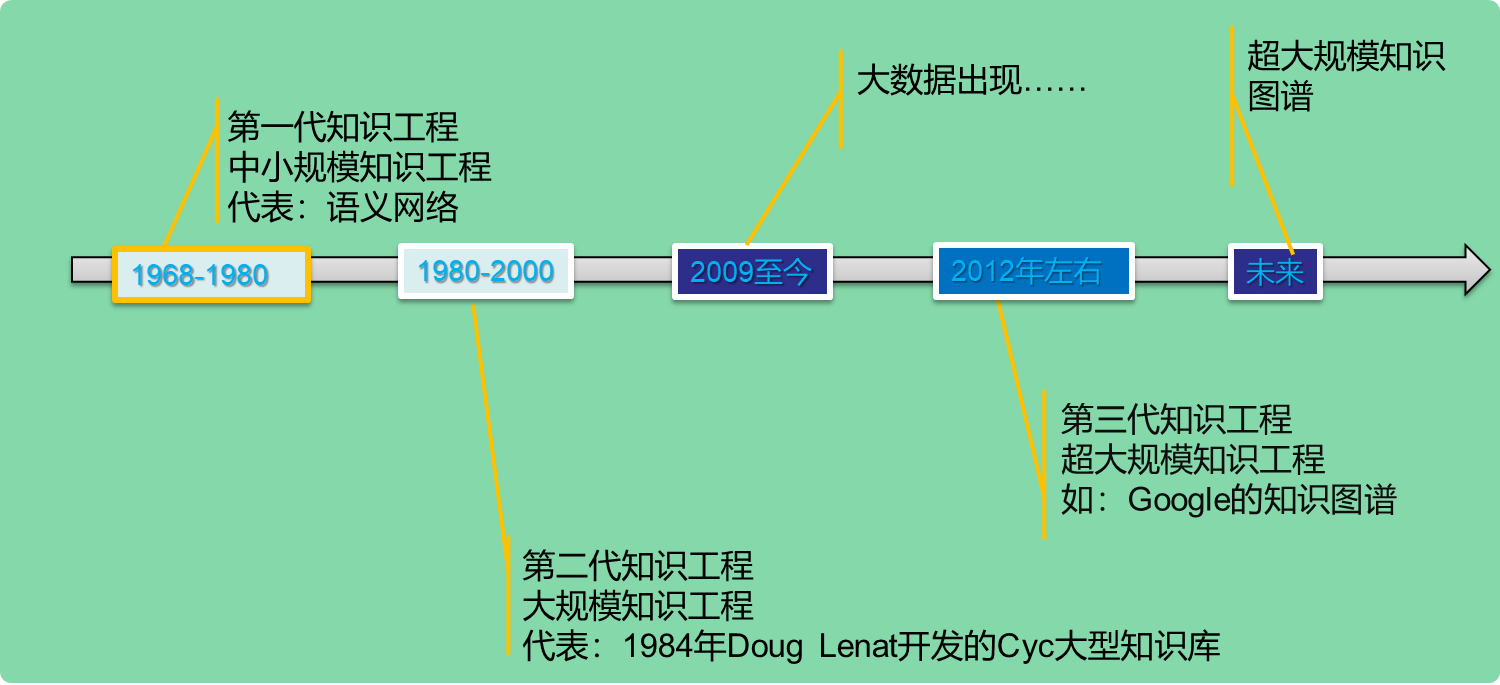 第一代知识工程
中小规模知识工程
代表：语义网络
大数据出现……
超大规模知识
图谱
1968-1980
1980-2000
2009至今
2012年左右
未来
第二代知识工程
大规模知识工程
代表：1984年Doug Lenat开发的Cyc大型知识库
第三代知识工程
超大规模知识工程
如：Google的知识图谱